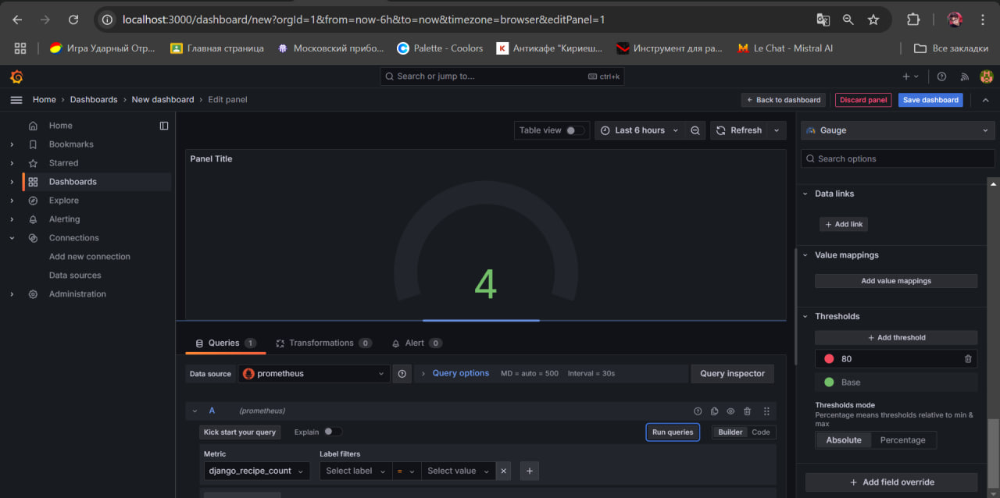 localhost:3000/dashboard/new?orgId=1&from=now-6h&to=now&timezone=browser&editPanel=1
Игра Ударный Отр... Главная страница Московский прибо... Palette - Coolors Антикафе "Кириеш... Инструмент для ра... Le Chat - Mistral AI Все закладки
Search or jump to... ctrl+k
Home › Dashboards › New dashboard › Edit panel Back to dashboard Discard panel Save dashboard
Home
Bookmarks
Starred
Dashboards
Explore
Alerting
Connections
Add new connection
Data sources
Administration
Table view Last 6 hours Refresh
Panel Title
4
Queries 1 Transformations 0 Alert 0
Data source prometheus Query options MD = auto = 500 Interval = 30s Query inspector
A (prometheus)
Kick start your query Explain Run queries Builder Code
Metric Label filters
django_recipe_count Select label = Select value
Gauge
Search options
Data links
Add link
Value mappings
Add value mappings
Thresholds
Add threshold
80
Base
Thresholds mode
Percentage means thresholds relative to min &
max
Absolute Percentage
Add field override